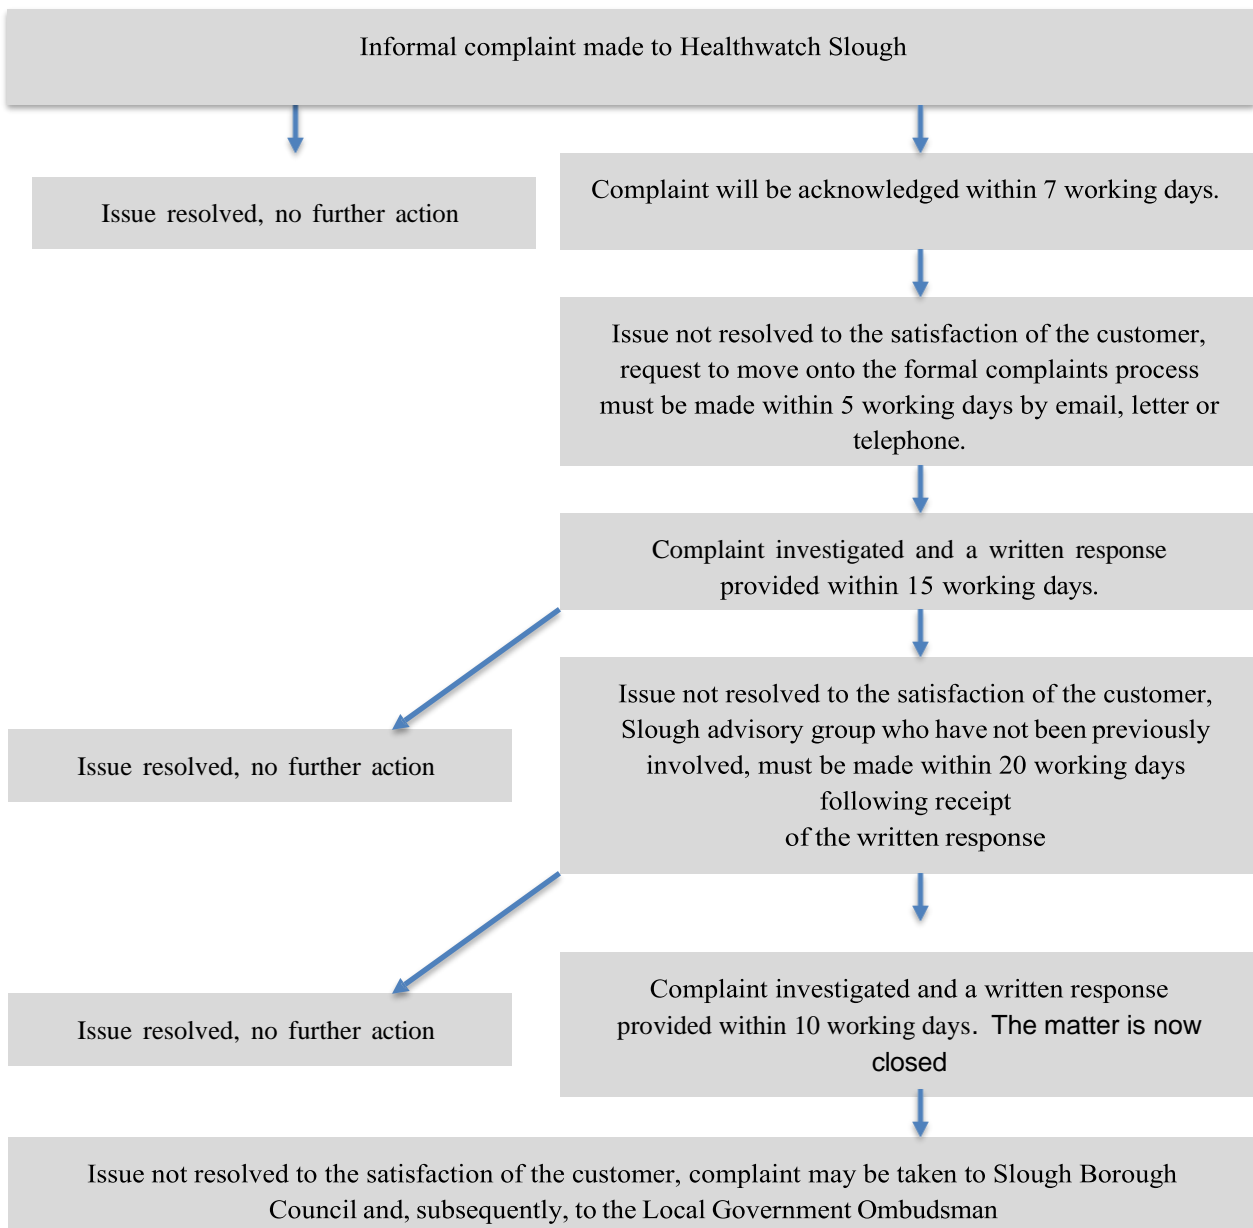 Informal complaint made to Healthwatch Slough
Issue resolved, no further action
Complaint will be acknowledged within 7 working days.
Issue not resolved to the satisfaction of the customer,
request to move onto the formal complaints process
must be made within 5 working days by email, letter or
telephone.
Complaint investigated and a written response
provided within 15 working days.
Issue resolved, no further action
Issue not resolved to the satisfaction of the customer,
Slough advisory group who have not been previously
involved, must be made within 20 working days
following receipt
of the written response
Issue resolved, no further action
Complaint investigated and a written response
provided within 10 working days. The matter is now
closed
Issue not resolved to the satisfaction of the customer, complaint may be taken to Slough Borough
Council and, subsequently, to the Local Government Ombudsman